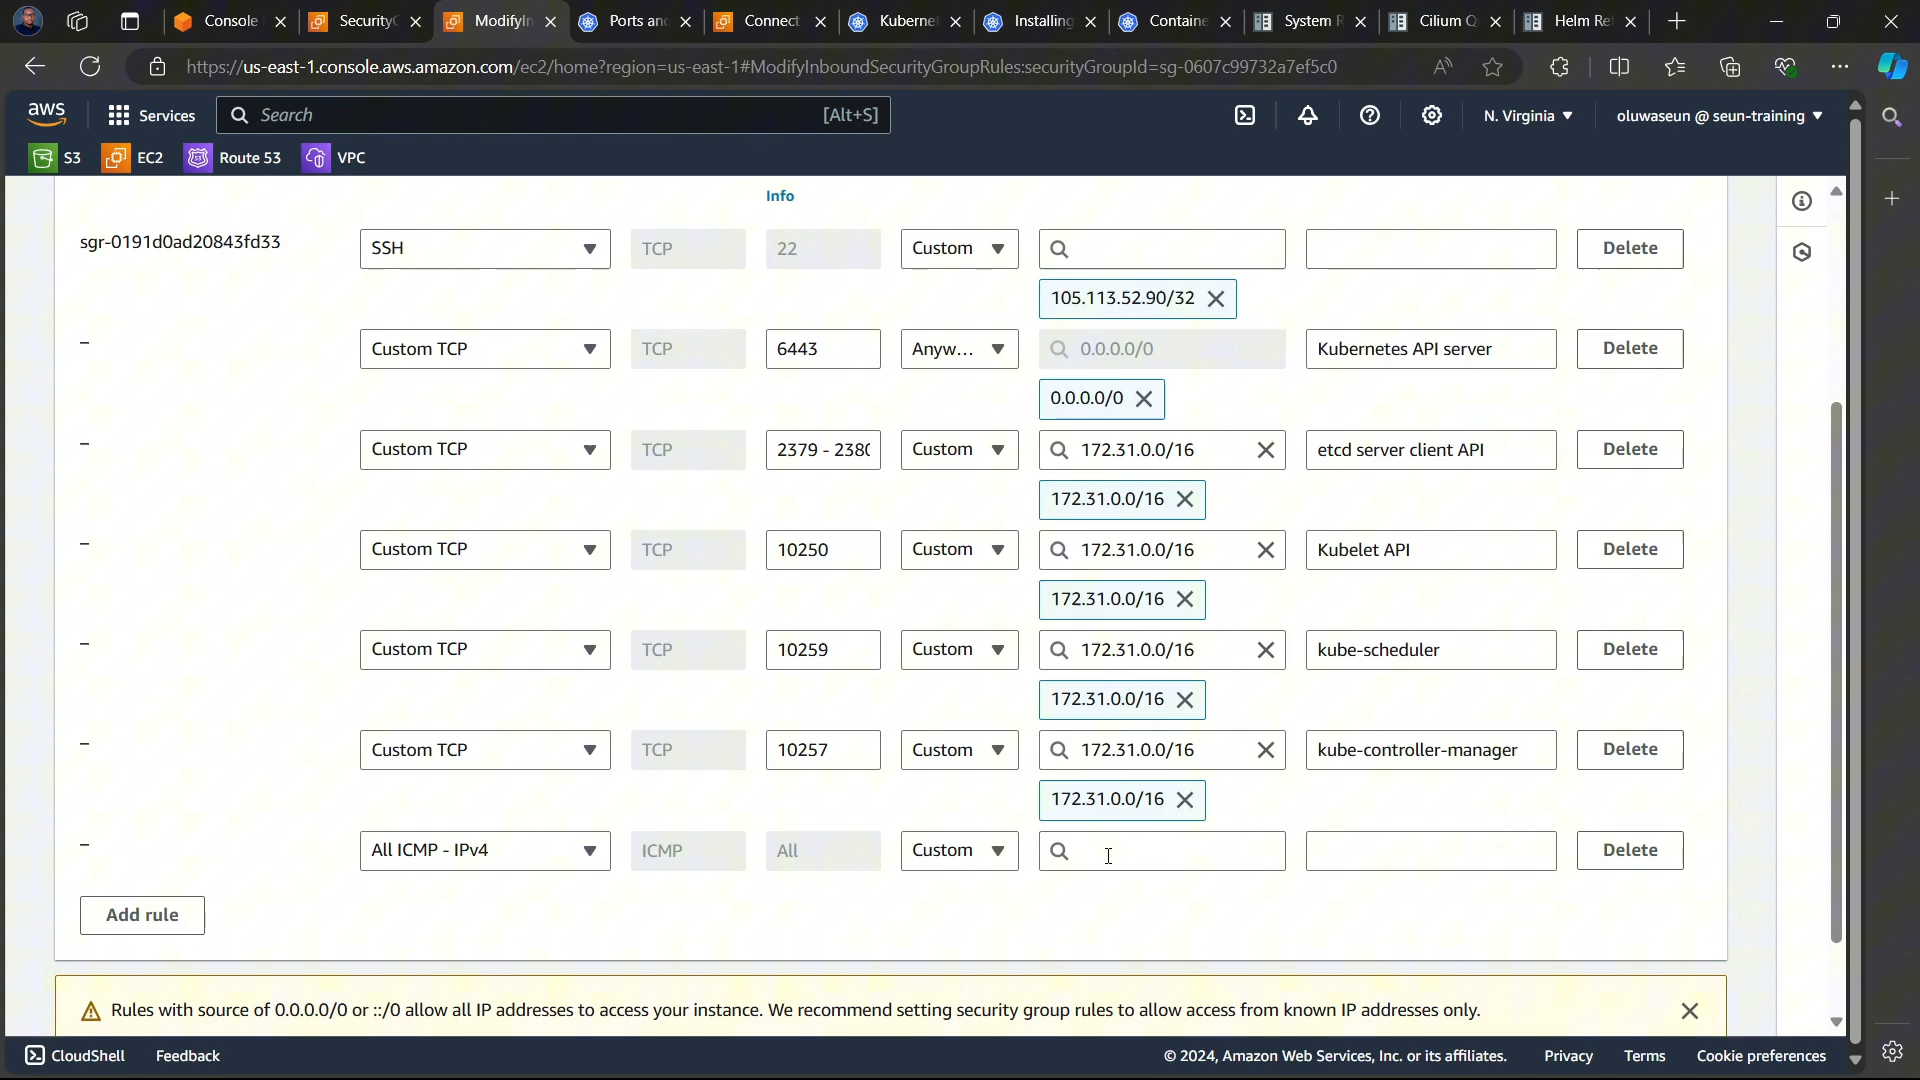 Console
SecurityG
ModifyIn
Ports and
Connect
Kubernet
Installing
Containe
System R
Cilium Q
Helm Re
https://us-east-1.console.aws.amazon.com/ec2/home?region=us-east-1#ModifyInboundSecurityGroupRules:securityGroupId=sg-0607c99732a7ef5c0
aws
Services
Search
[Alt+S]
N. Virginia
oluwaseun @ seun-training
S3
EC2
Route 53
VPC
Info
sgr-0191d0ad20843fd33
SSH
TCP
22
Custom
Delete
105.113.52.90/32
–
Custom TCP
TCP
6443
Anyw...
0.0.0.0/0
Kubernetes API server
Delete
0.0.0.0/0
–
Custom TCP
TCP
2379 - 2380
Custom
172.31.0.0/16
etcd server client API
Delete
172.31.0.0/16
–
Custom TCP
TCP
10250
Custom
172.31.0.0/16
Kubelet API
Delete
172.31.0.0/16
–
Custom TCP
TCP
10259
Custom
172.31.0.0/16
kube-scheduler
Delete
172.31.0.0/16
–
Custom TCP
TCP
10257
Custom
172.31.0.0/16
kube-controller-manager
Delete
172.31.0.0/16
–
All ICMP - IPv4
ICMP
All
Custom
Delete
Add rule
Rules with source of 0.0.0.0/0 or ::/0 allow all IP addresses to access your instance. We recommend setting security group rules to allow access from known IP addresses only.
CloudShell
Feedback
© 2024, Amazon Web Services, Inc. or its affiliates.
Privacy
Terms
Cookie preferences